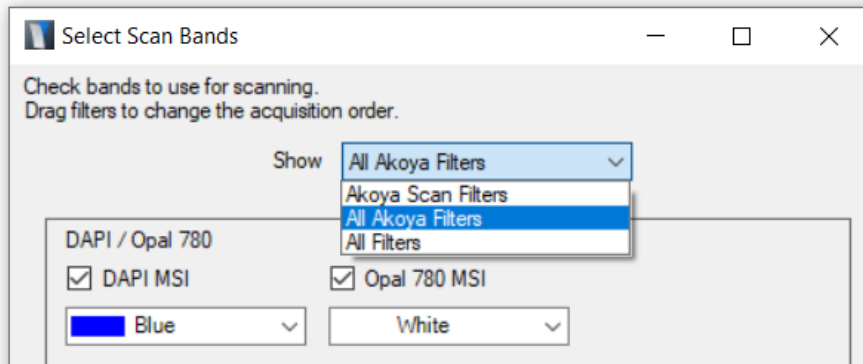 Select Scan Bands
Check bands to use for scanning.
Drag filters to change the acquisition order.
Show All Akoya Filters
Akoya Scan Filters
All Akoya Filters
All Filters
DAPI / Opal 780
DAPI MSI Opal 780 MSI
Blue White